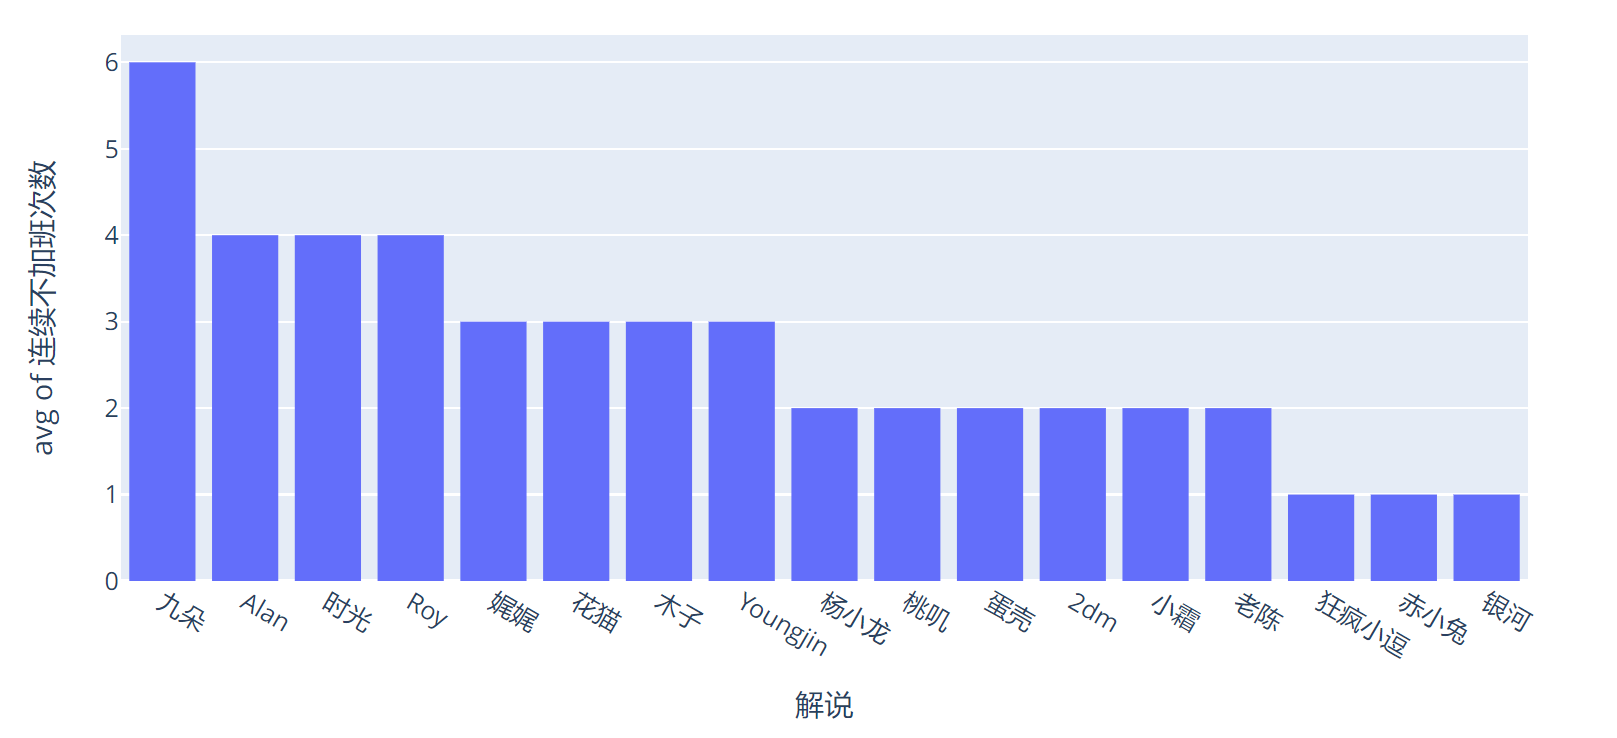 6
5
4
3
2
1
0
avg of 连续不加班次数
九朵
Alan
时光
Roy
娓娓
花猫
木子
Youngjin
杨小龙
桃叽
蛋壳
2dm
小霜
老陈
狂疯小逗
赤小兔
银河
解说